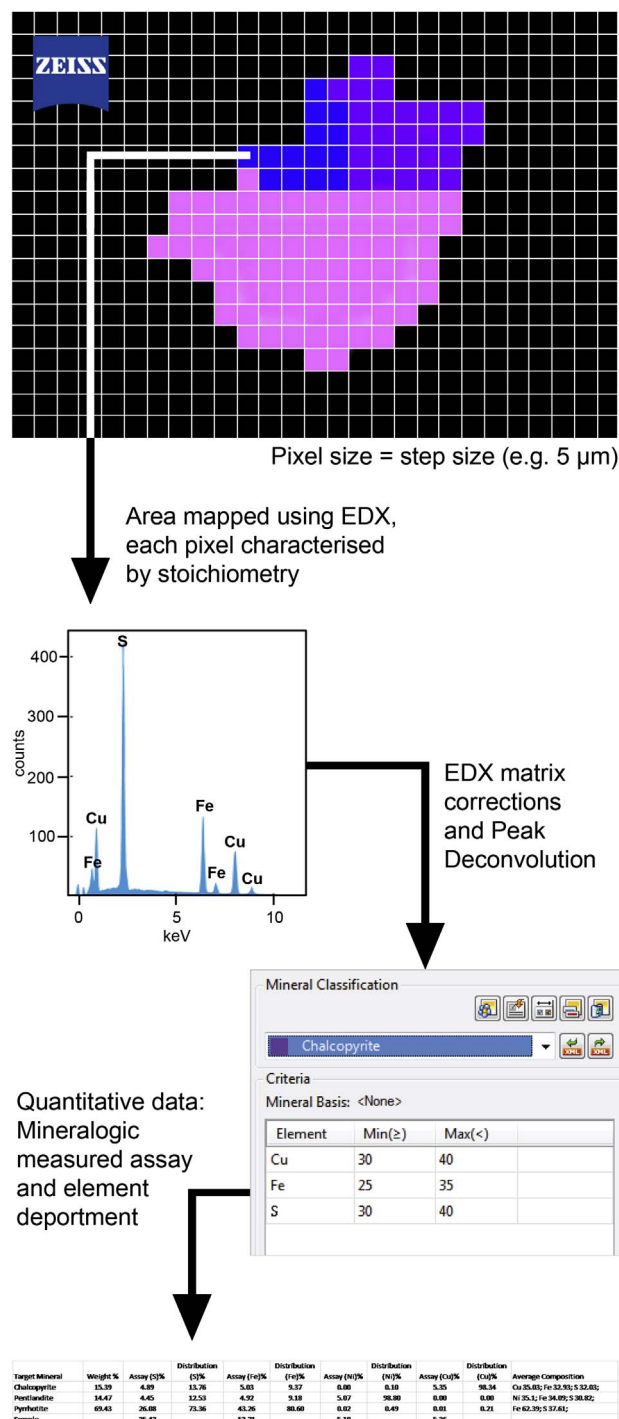 ZEISS
Pixel size = step size (e.g. 5 µm)
Area mapped using EDX,
each pixel characterised
by stoichiometry
S
400
300
counts
200
Fe
Cu
100
Cu
Fe
Fe
Cu
0 5 10
keV
EDX matrix
corrections
and Peak
Deconvolution
Mineral Classification
Chalcopyrite
XML XML
Criteria
Mineral Basis: <None>
Element Min(≥) Max(<)
Cu 30 40
Fe 25 35
S 30 40
Quantitative data:
Mineralogic
measured assay
and element
deportment
Distribution Distribution Distribution Distribution
Target Mineral Weight % Assay (S)% (S)% Assay (Fe)% (Fe)% Assay (Ni)% (Ni)% Assay (Cu)% (Cu)% Average Composition
Chalcopyrite 15.39 4.89 13.76 5.03 9.37 0.00 0.10 5.35 98.34 Cu 35.03; Fe 32.93; S 32.03;
Pentlandite 14.47 4.45 12.53 4.92 9.18 5.07 98.80 0.00 0.00 Ni 35.1; Fe 34.09; S 30.82;
Pyrrhotite 69.43 26.08 73.36 43.26 80.60 0.02 0.49 0.01 0.21 Fe 62.39; S 37.61;